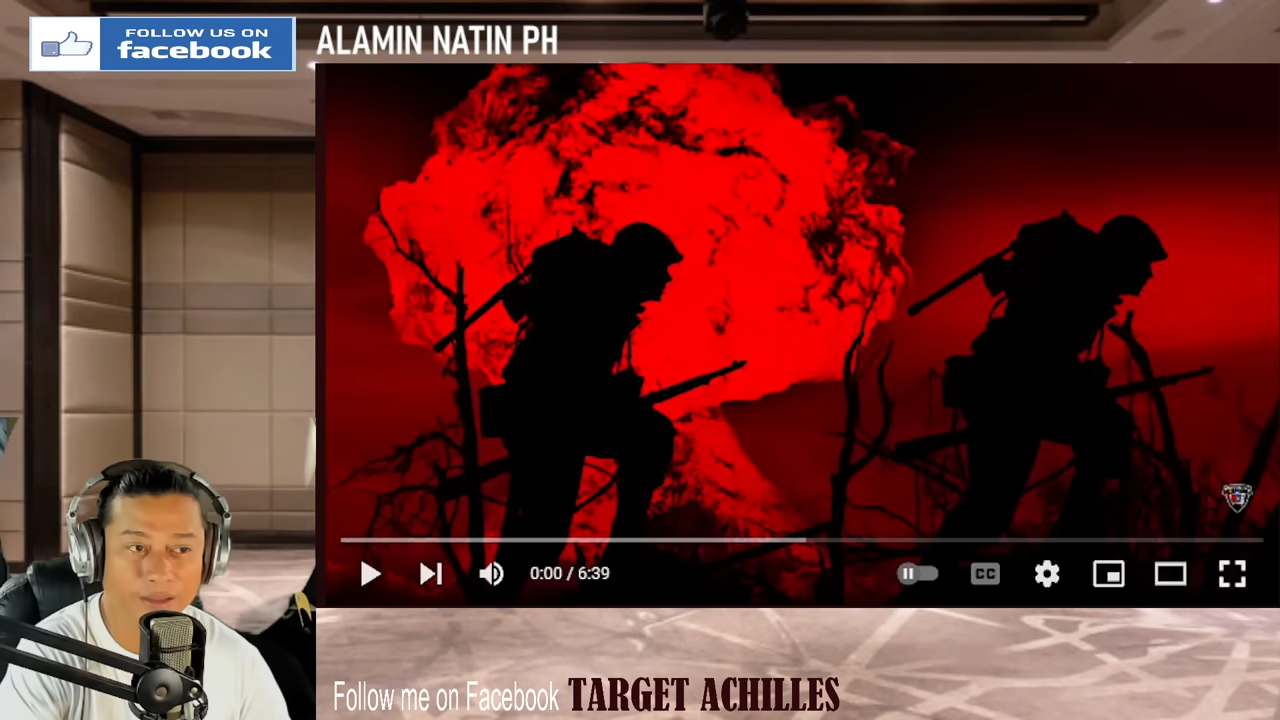 FOLLOW US ON
facebook
ALAMIN NATIN PH
0:00 / 6:39
CC
Follow me on Facebook TARGET ACHILLES